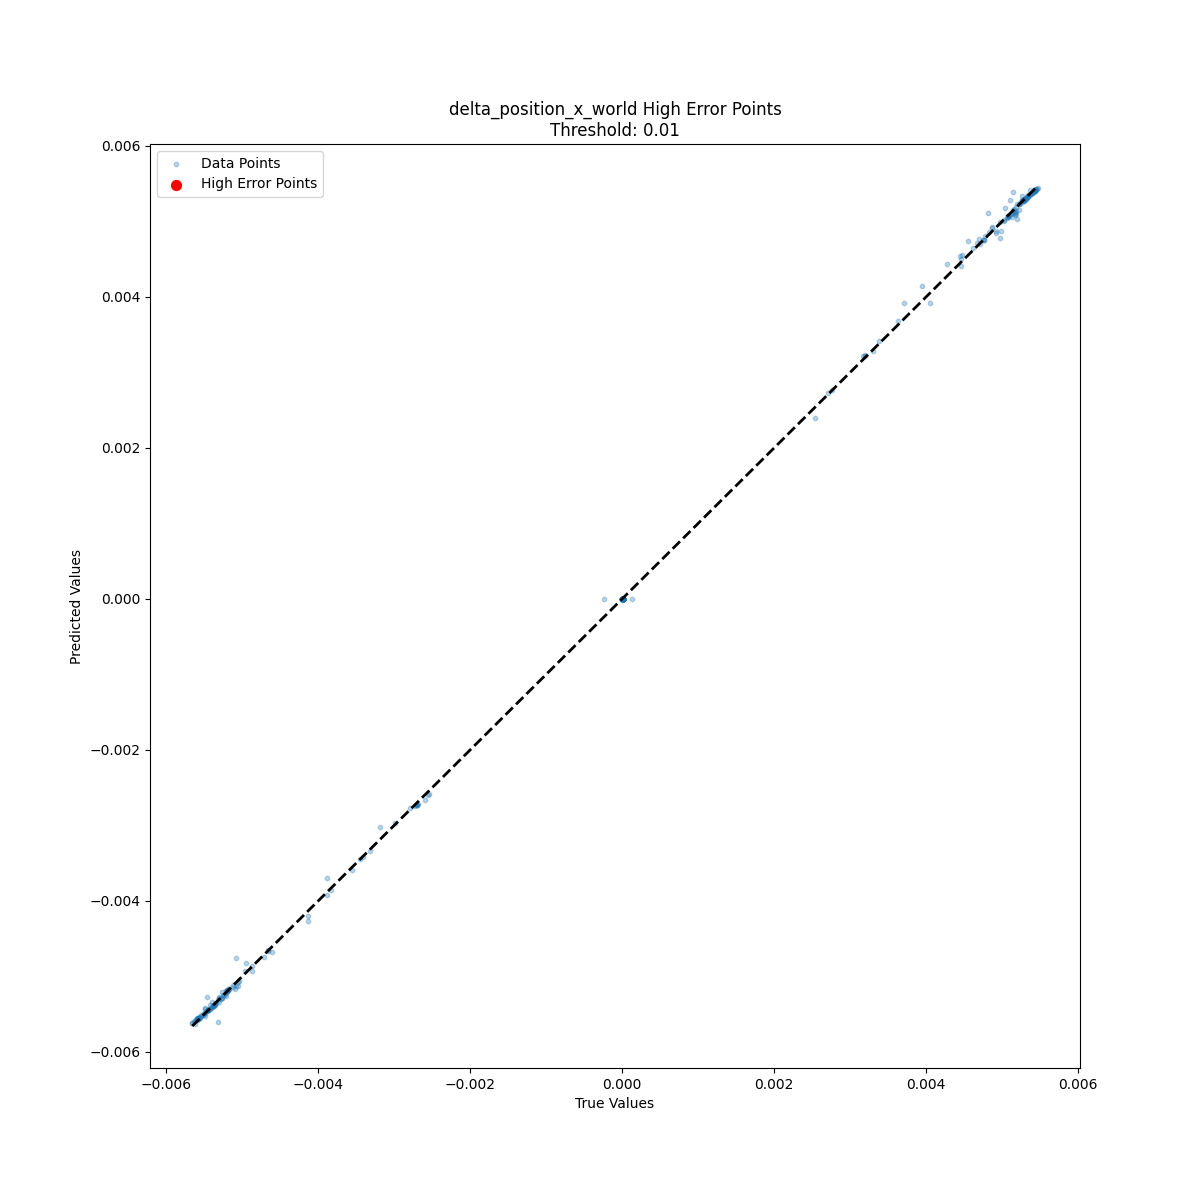 delta_position_x_world High Error Points
Threshold: 0.01
Data Points
High Error Points
0.006
0.004
0.002
0.000
−0.002
−0.004
−0.006
Predicted Values
−0.006
−0.004
−0.002
0.000
0.002
0.004
0.006
True Values